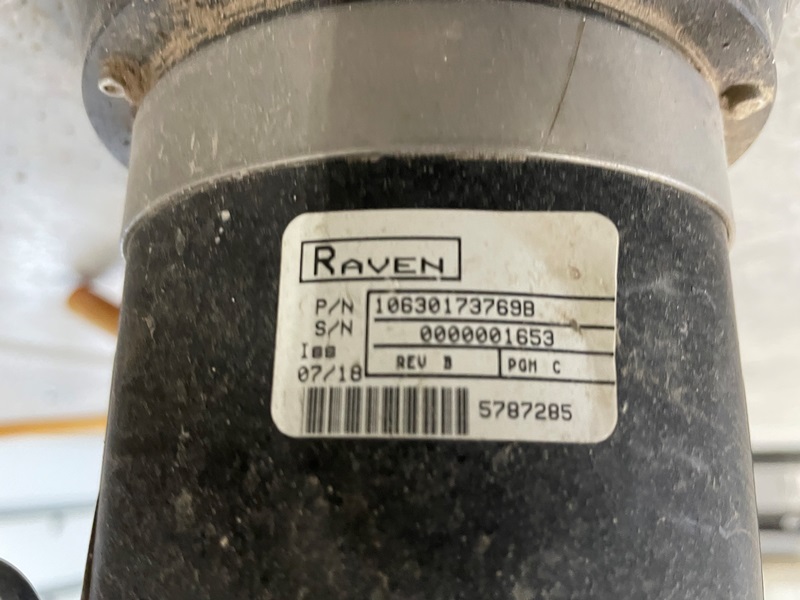 RAVEN
P/N 10630173769B
S/N 0000001653
Iss REV B PGM C
07/18
5787285